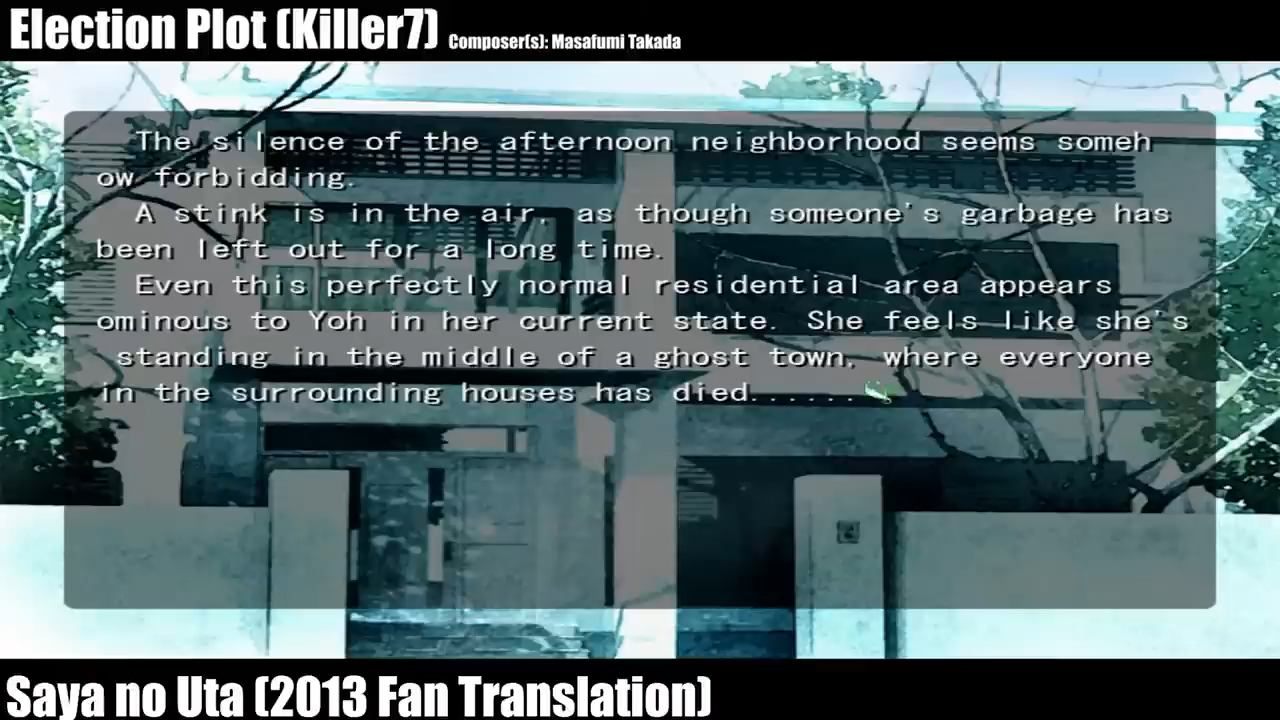 Election Plot (Killer7) Composer(s): Masafumi Takada
The silence of the afternoon neighborhood seems someh
ow forbidding.
A stink is in the air, as though someone's garbage has
been left out for a long time.
Even this perfectly normal residential area appears
ominous to Yoh in her current state. She feels like she's
standing in the middle of a ghost town, where everyone
in the surrounding houses has died......
Saya no Uta (2013 Fan Translation)